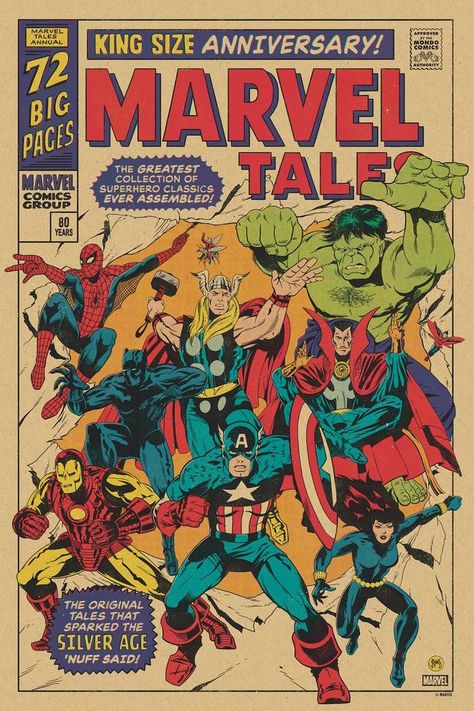 MARVEL
TALES
ANNUAL
72
BIG
PAGES
MARVEL
COMICS
GROUP
80
YEARS
KING SIZE ANNIVERSARY!
APPROVED
BY THE
MONDO
COMICS
AUTHORITY
MARVEL
TALES
THE GREATEST
COLLECTION OF
SUPERHERO CLASSICS
EVER ASSEMBLED!
A
THE ORIGINAL
TALES THAT
SPARKED THE
SILVER AGE
'NUFF SAID!
MARVEL
© MARVEL